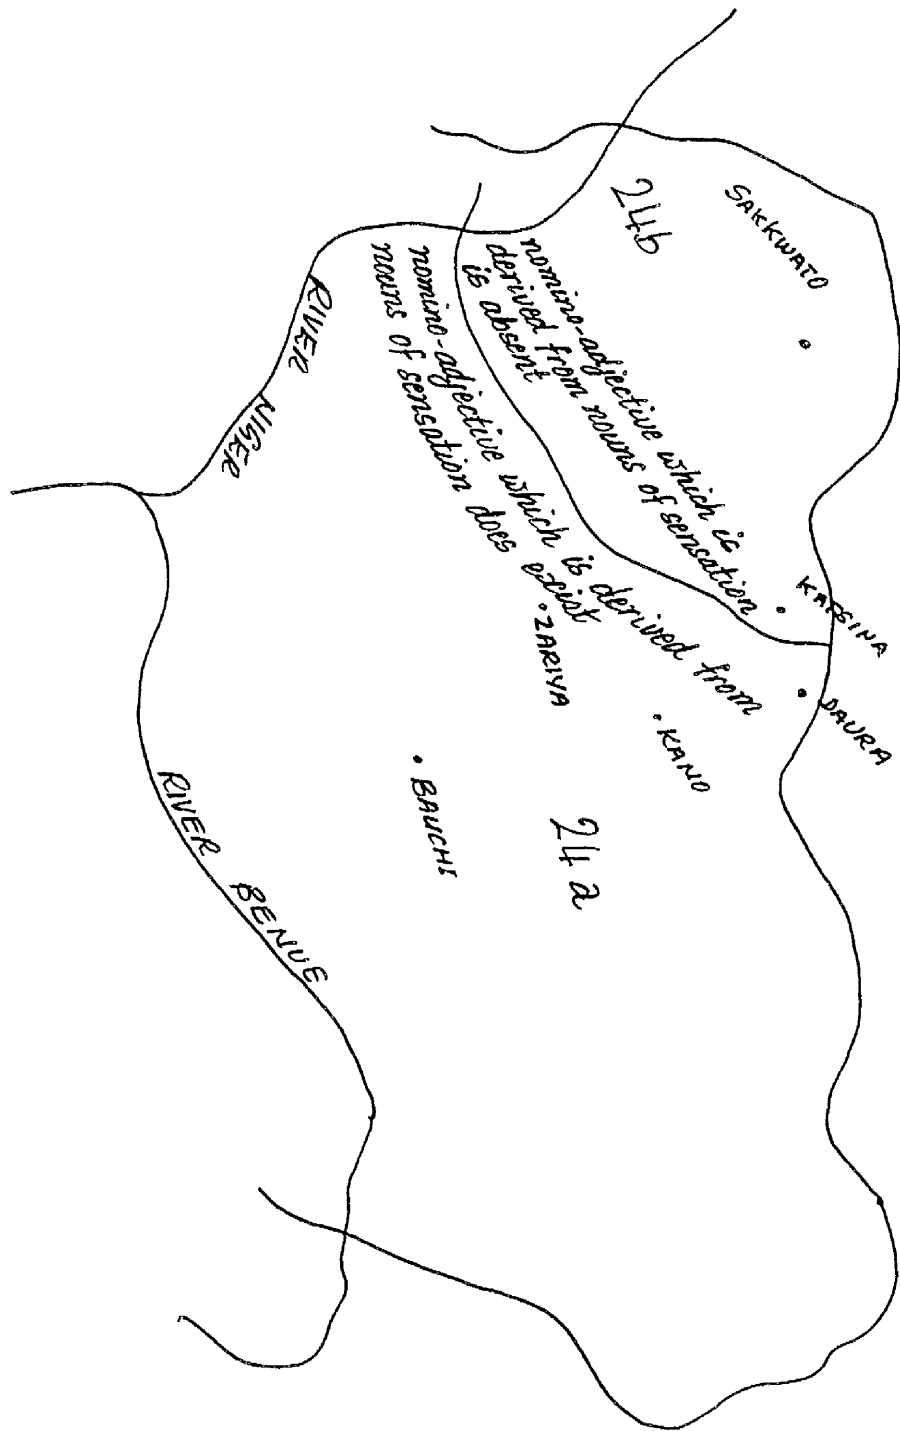 SAKKWATO
24b
nomino-adjective which is
derived from nouns of sensation
is absent
KATSINA
DAURA
nomino-adjective which is derived from
nouns of sensation does exist
ZARIYA
KANO
24a
BAUCHI
RIVER NIGER
RIVER BENUE